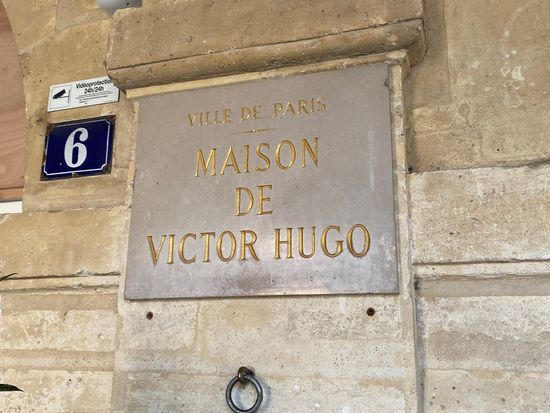 Vidéoprotection
24h/24h
6
VILLE DE PARIS
MAISON
DE
VICTOR HUGO